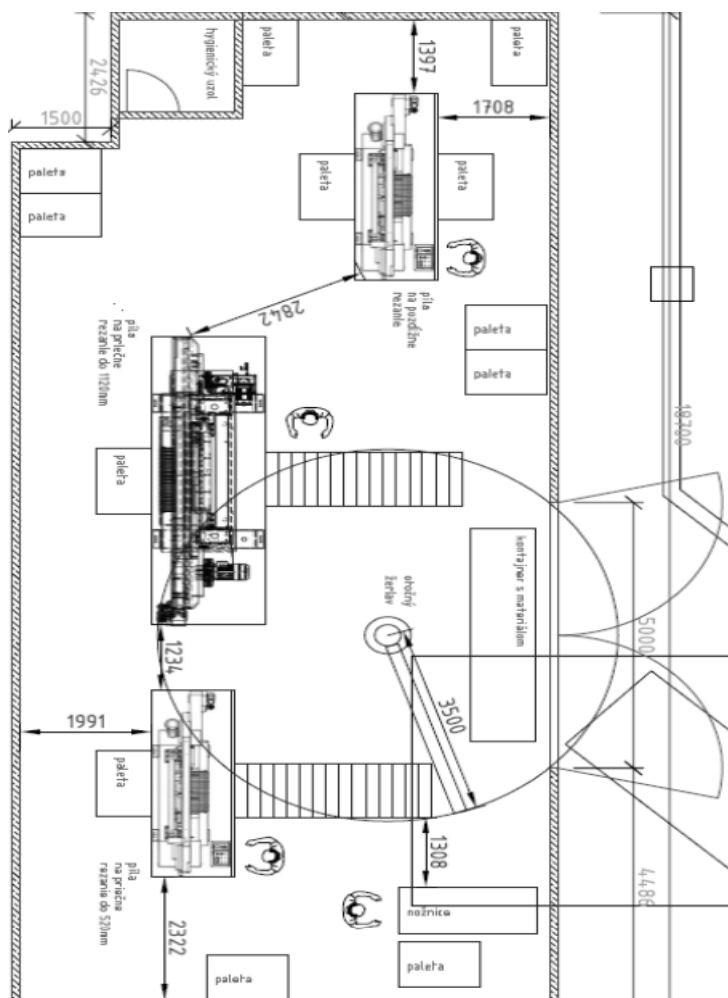 2426
1500
hygienický uzol
paleta
paleta
1397
1708
paleta
paleta
paleta
paleta
2842
píla
na pozdĺžne
rezanie
paleta
paleta
18700
píla
na priečne
rezanie do 1120mm
paleta
otočný
žeriav
kontajner s materiálom
5000
3500
1234
1991
paleta
píla
na priečne
rezanie do 520mm
1308
4486
nožnice
2322
paleta
paleta